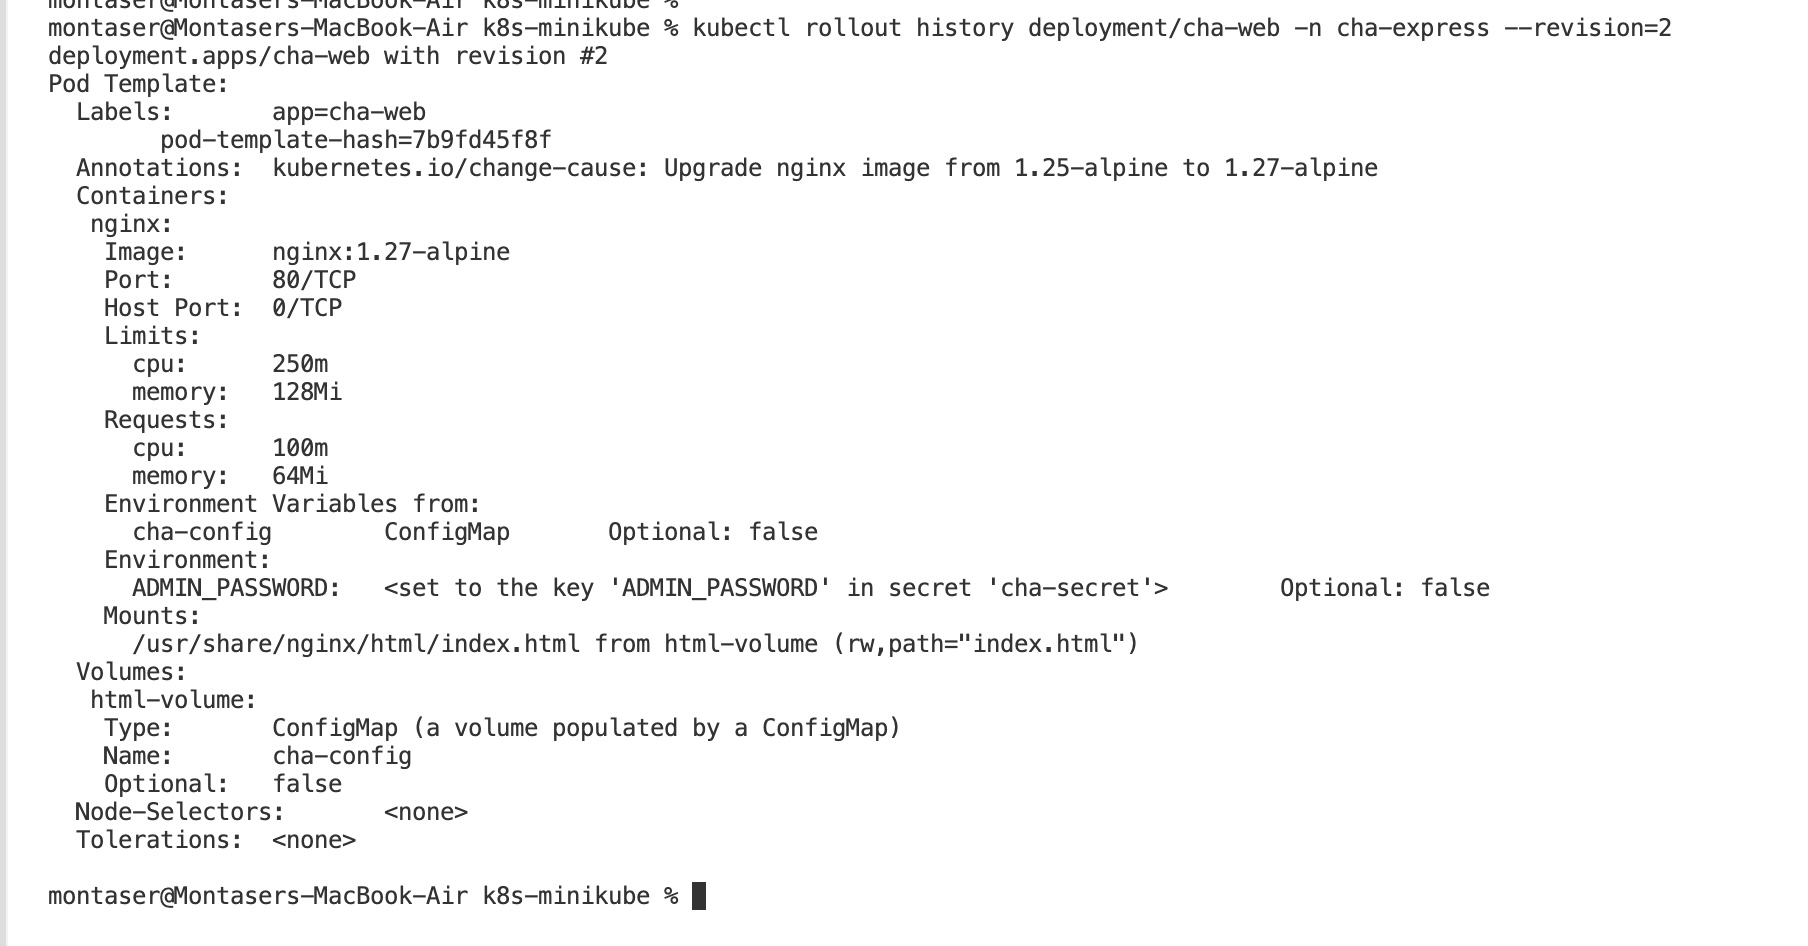 montaser@Montasers-MacBook-Air k8s-minikube %
montaser@Montasers-MacBook-Air k8s-minikube % kubectl rollout history deployment/cha-web -n cha-express --revision=2
deployment.apps/cha-web with revision #2
Pod Template:
  Labels:       app=cha-web
        pod-template-hash=7b9fd45f8f
  Annotations:  kubernetes.io/change-cause: Upgrade nginx image from 1.25-alpine to 1.27-alpine
  Containers:
   nginx:
    Image:      nginx:1.27-alpine
    Port:       80/TCP
    Host Port:  0/TCP
    Limits:
      cpu:      250m
      memory:   128Mi
    Requests:
      cpu:      100m
      memory:   64Mi
    Environment Variables from:
      cha-config        ConfigMap       Optional: false
    Environment:
      ADMIN_PASSWORD:   <set to the key 'ADMIN_PASSWORD' in secret 'cha-secret'>        Optional: false
    Mounts:
      /usr/share/nginx/html/index.html from html-volume (rw,path="index.html")
  Volumes:
   html-volume:
    Type:       ConfigMap (a volume populated by a ConfigMap)
    Name:       cha-config
    Optional:   false
  Node-Selectors:       <none>
  Tolerations:  <none>

montaser@Montasers-MacBook-Air k8s-minikube %